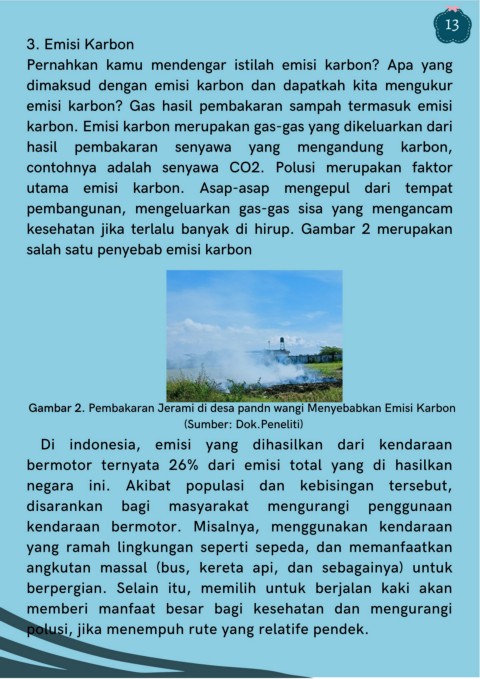 13
3. Emisi Karbon
Pernahkan kamu mendengar istilah emisi karbon? Apa yang
dimaksud dengan emisi karbon dan dapatkah kita mengukur
emisi karbon? Gas hasil pembakaran sampah termasuk emisi
karbon. Emisi karbon merupakan gas-gas yang dikeluarkan dari
hasil pembakaran senyawa yang mengandung karbon,
contohnya adalah senyawa CO2. Polusi merupakan faktor
utama emisi karbon. Asap-asap mengepul dari tempat
pembangunan, mengeluarkan gas-gas sisa yang mengancam
kesehatan jika terlalu banyak di hirup. Gambar 2 merupakan
salah satu penyebab emisi karbon
Gambar 2. Pembakaran Jerami di desa pandn wangi Menyebabkan Emisi Karbon
(Sumber: Dok.Peneliti)
Di indonesia, emisi yang dihasilkan dari kendaraan
bermotor ternyata 26% dari emisi total yang di hasilkan
negara ini. Akibat populasi dan kebisingan tersebut,
disarankan bagi masyarakat mengurangi penggunaan
kendaraan bermotor. Misalnya, menggunakan kendaraan
yang ramah lingkungan seperti sepeda, dan memanfaatkan
angkutan massal (bus, kereta api, dan sebagainya) untuk
berpergian. Selain itu, memilih untuk berjalan kaki akan
memberi manfaat besar bagi kesehatan dan mengurangi
polusi, jika menempuh rute yang relatife pendek.